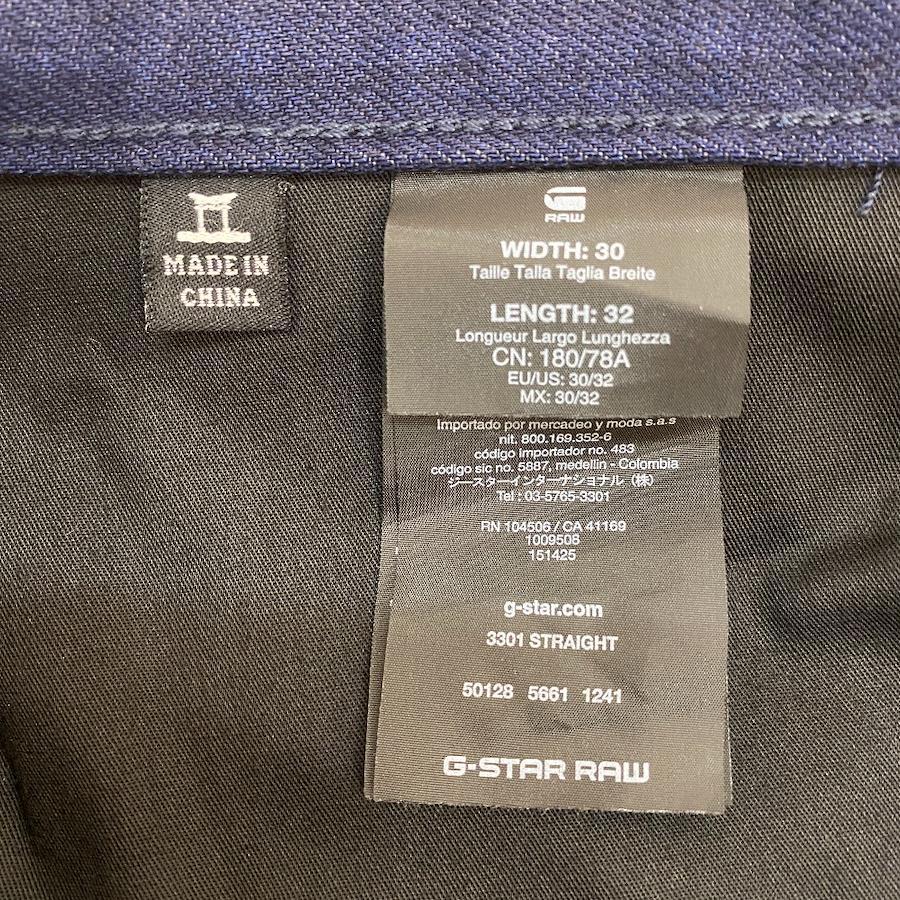 MADE IN
CHINA
RAW
WIDTH: 30
Taille Talla Taglia Breite
LENGTH: 32
Longueur Largo Lunghezza
CN: 180/78A
EU/US: 30/32
MX: 30/32
Importado por mercadeo y moda s.a.s
nit. 800.169.352-6
código importador no. 483
código sic no. 5887, medellin - Colombia
ジースターインターナショナル（株）
Tel : 03-5765-3301
RN 104506 / CA 41169
1009508
151425
g-star.com
3301 STRAIGHT
50128 5661 1241
G-STAR RAW